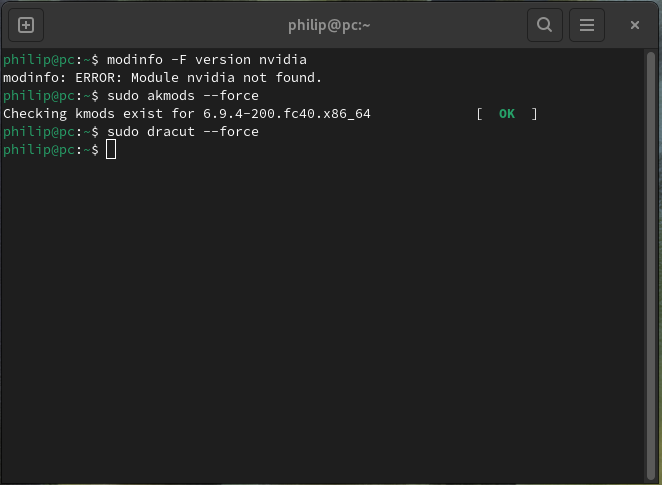 philip@pc:~
philip@pc:~$ modinfo -F version nvidia
modinfo: ERROR: Module nvidia not found.
philip@pc:~$ sudo akmods --force
Checking kmods exist for 6.9.4-200.fc40.x86_64             [  OK  ]
philip@pc:~$ sudo dracut --force
philip@pc:~$